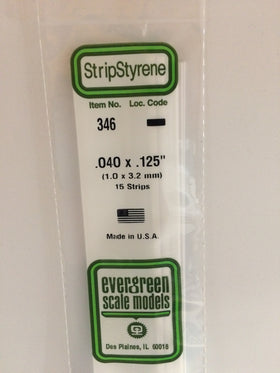 StripStyrene
Item No. Loc. Code
346
.040 x .125"
(1.0 x 3.2 mm)
15 Strips
Made in U.S.A.
evergreen
scale models
Des Plaines, IL 60018